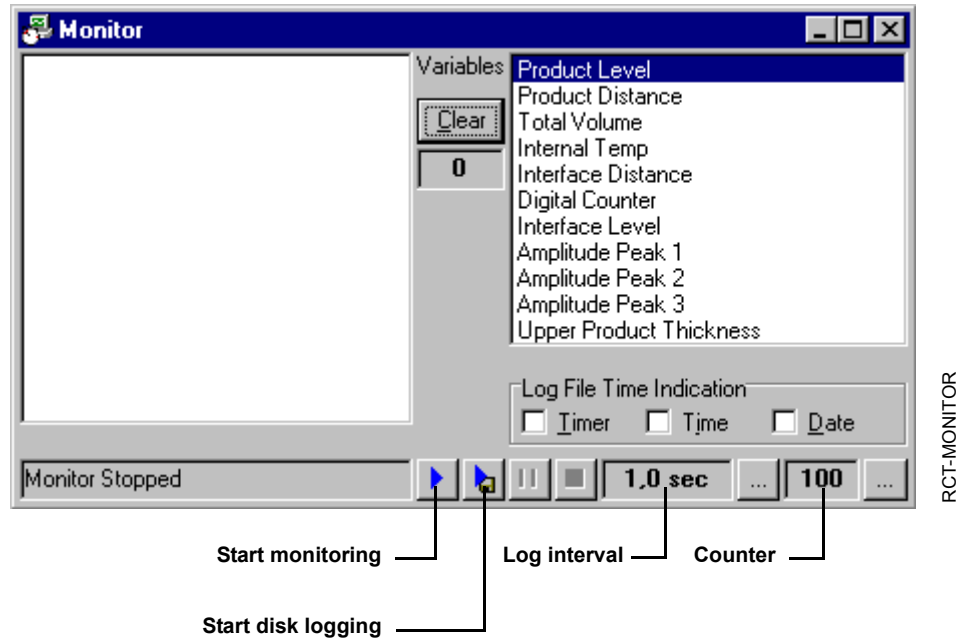 Monitor
Variables
Clear
0
Product Level
Product Distance
Total Volume
Internal Temp
Interface Distance
Digital Counter
Interface Level
Amplitude Peak 1
Amplitude Peak 2
Amplitude Peak 3
Upper Product Thickness
Log File Time Indication
Timer Time Date
Monitor Stopped
1,0 sec ... 100 ...
Start monitoring Log interval Counter
Start disk logging
RCT-MONITOR